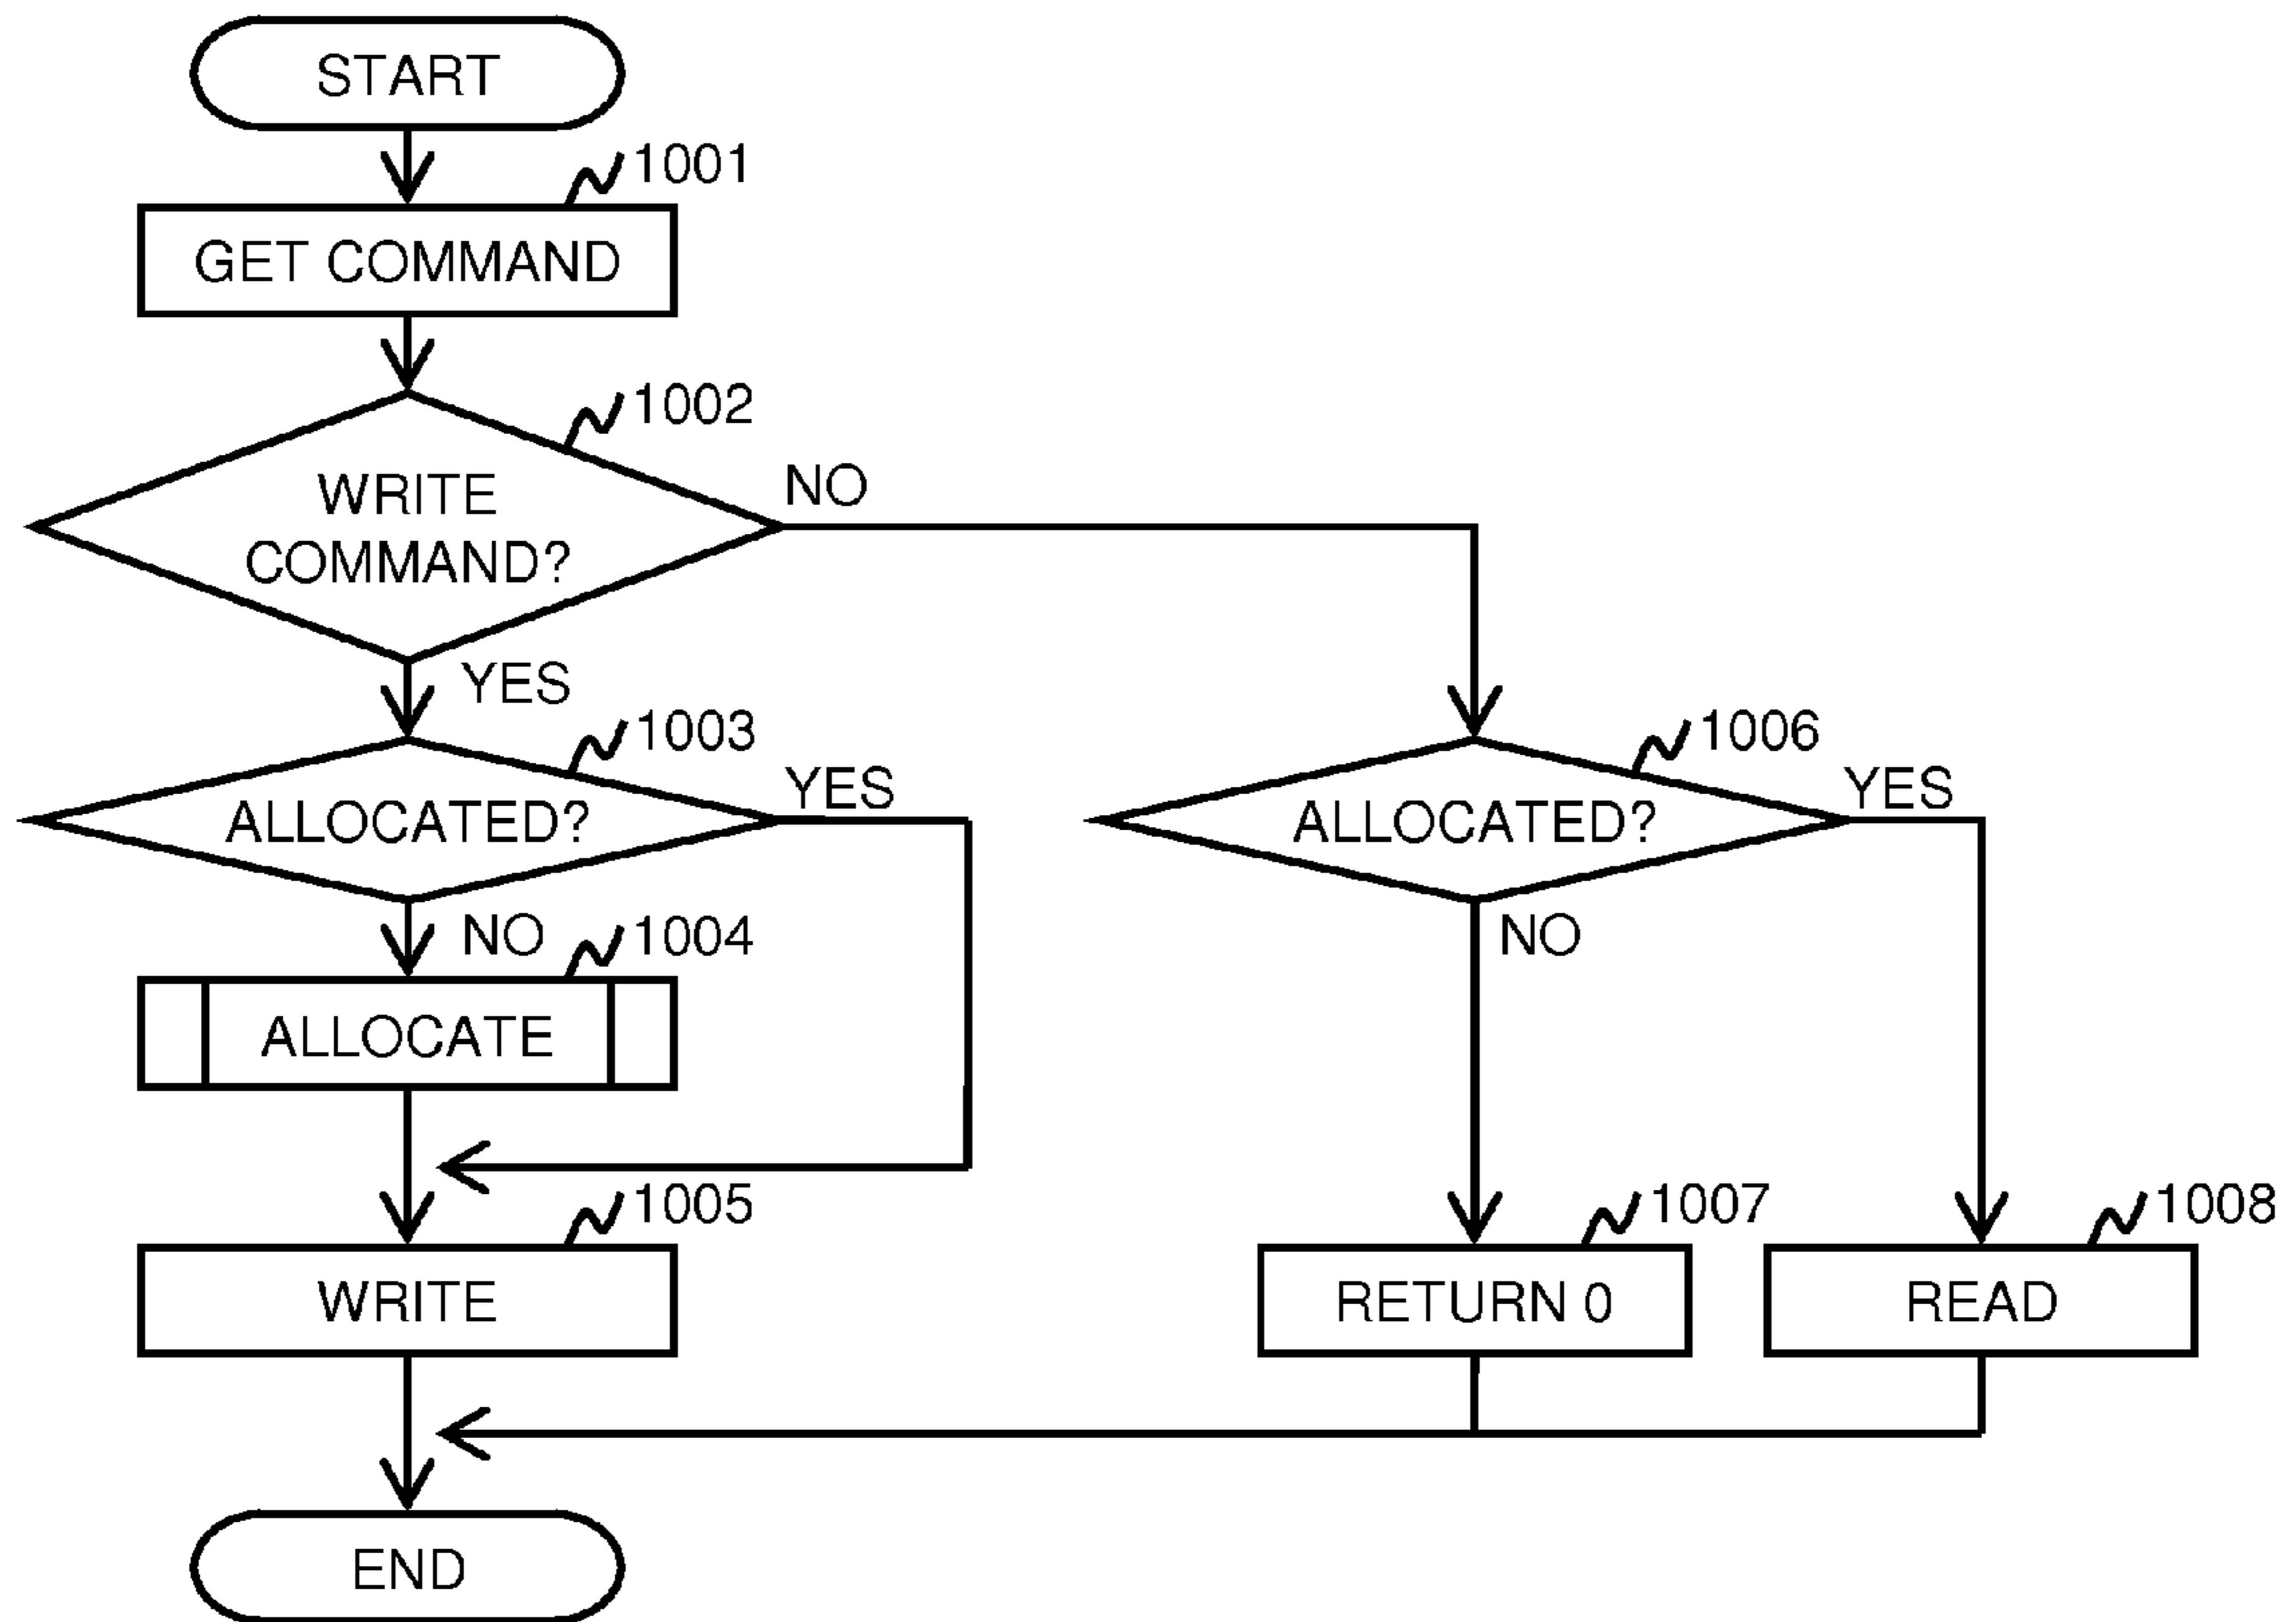 START
1001
GET COMMAND
1002
WRITE
COMMAND?
NO
YES
1003
ALLOCATED?
YES
NO
1004
ALLOCATE
1005
WRITE
1006
ALLOCATED?
YES
NO
1007
RETURN 0
1008
READ
END